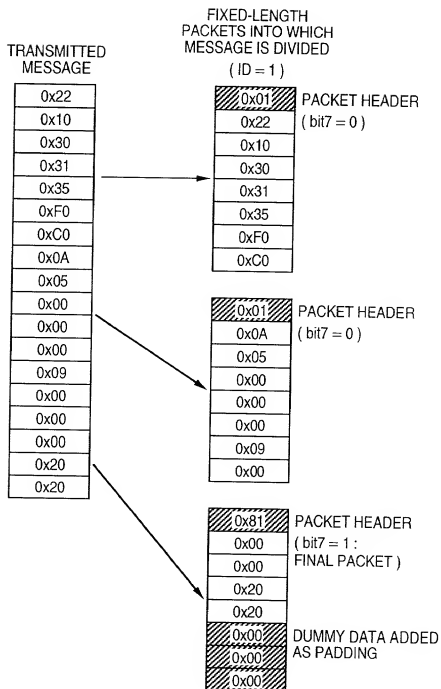 FIXED-LENGTH
PACKETS INTO WHICH
MESSAGE IS DIVIDED
( ID = 1 )
TRANSMITTED
MESSAGE
0x22
0x10
0x30
0x31
0x35
0xF0
0xC0
0x0A
0x05
0x00
0x00
0x00
0x09
0x00
0x00
0x00
0x20
0x20
0x01
PACKET HEADER
( bit7 = 0 )
0x22
0x10
0x30
0x31
0x35
0xF0
0xC0
0x01
PACKET HEADER
( bit7 = 0 )
0x0A
0x05
0x00
0x00
0x00
0x09
0x00
0x81
PACKET HEADER
( bit7 = 1 :
FINAL PACKET )
0x00
0x00
0x20
0x20
0x00
0x00
0x00
DUMMY DATA ADDED
AS PADDING